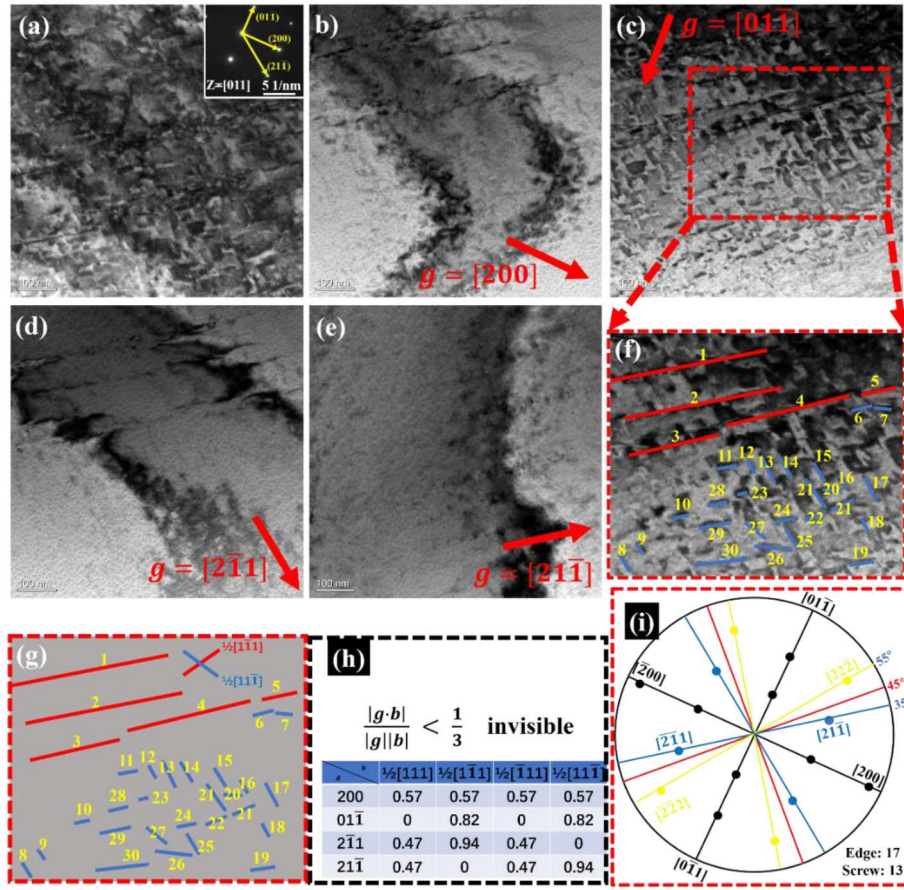 (a)
(011)
(200)
(21̄1̄)
Z=[011]
5 1/nm
100 nm
b)
g = [200]
100 nm
(c)
g = [011̄]
100 nm
(d)
g = [21̄1]
100 nm
(e)
g = [211̄]
100 nm
(f)
1
2
3
4
5
6
7
8
9
10
11
12
13
14
15
16
17
18
19
20
21
21
22
23
24
25
26
27
28
29
30
(g)
½[11̄1]
½[111̄]
1
2
3
4
5
6
7
8
9
10
11
12
13
14
15
16
17
18
19
20
21
21
22
23
24
25
26
27
28
29
30
(h)
|g·b| / |g||b| < 1/3 invisible
g b ½[111] ½[11̄1] ½[1̄11] ½[111̄]
200 0.57 0.57 0.57 0.57
011̄ 0 0.82 0 0.82
21̄1 0.47 0.94 0.47 0
211̄ 0.47 0 0.47 0.94
(i)
[011̄]
[2̄00]
[222̄]
55°
45°
35°
[2̄1̄1]
[211̄]
[2̄2̄2]
[200]
[01̄1]
Edge: 17
Screw: 13